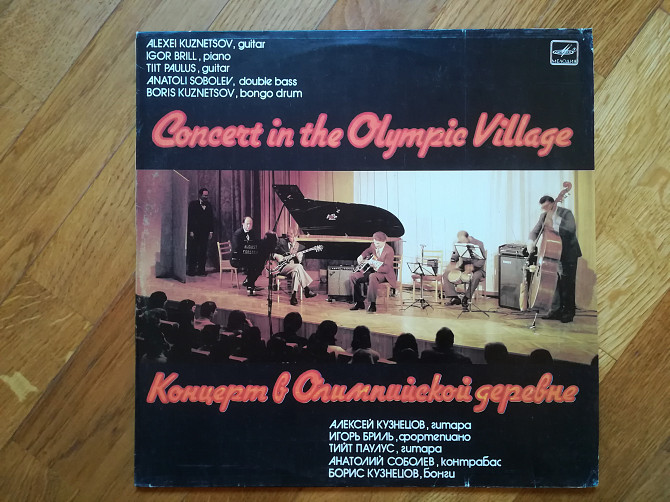 ALEXEI KUZNETSOV, guitar
IGOR BRILL, piano
TIIT PAULUS, guitar
ANATOLI SOBOLEV, double bass
BORIS KUZNETSOV, bongo drum
МЕЛОДИЯ
Concert in the Olympic Village
Концерт в Олимпийской деревне
АЛЕКСЕЙ КУЗНЕЦОВ, гитара
ИГОРЬ БРИЛЬ, фортепиано
ТИЙТ ПАУЛУС, гитара
АНАТОЛИЙ СОБОЛЕВ, контрабас
БОРИС КУЗНЕЦОВ, бонги